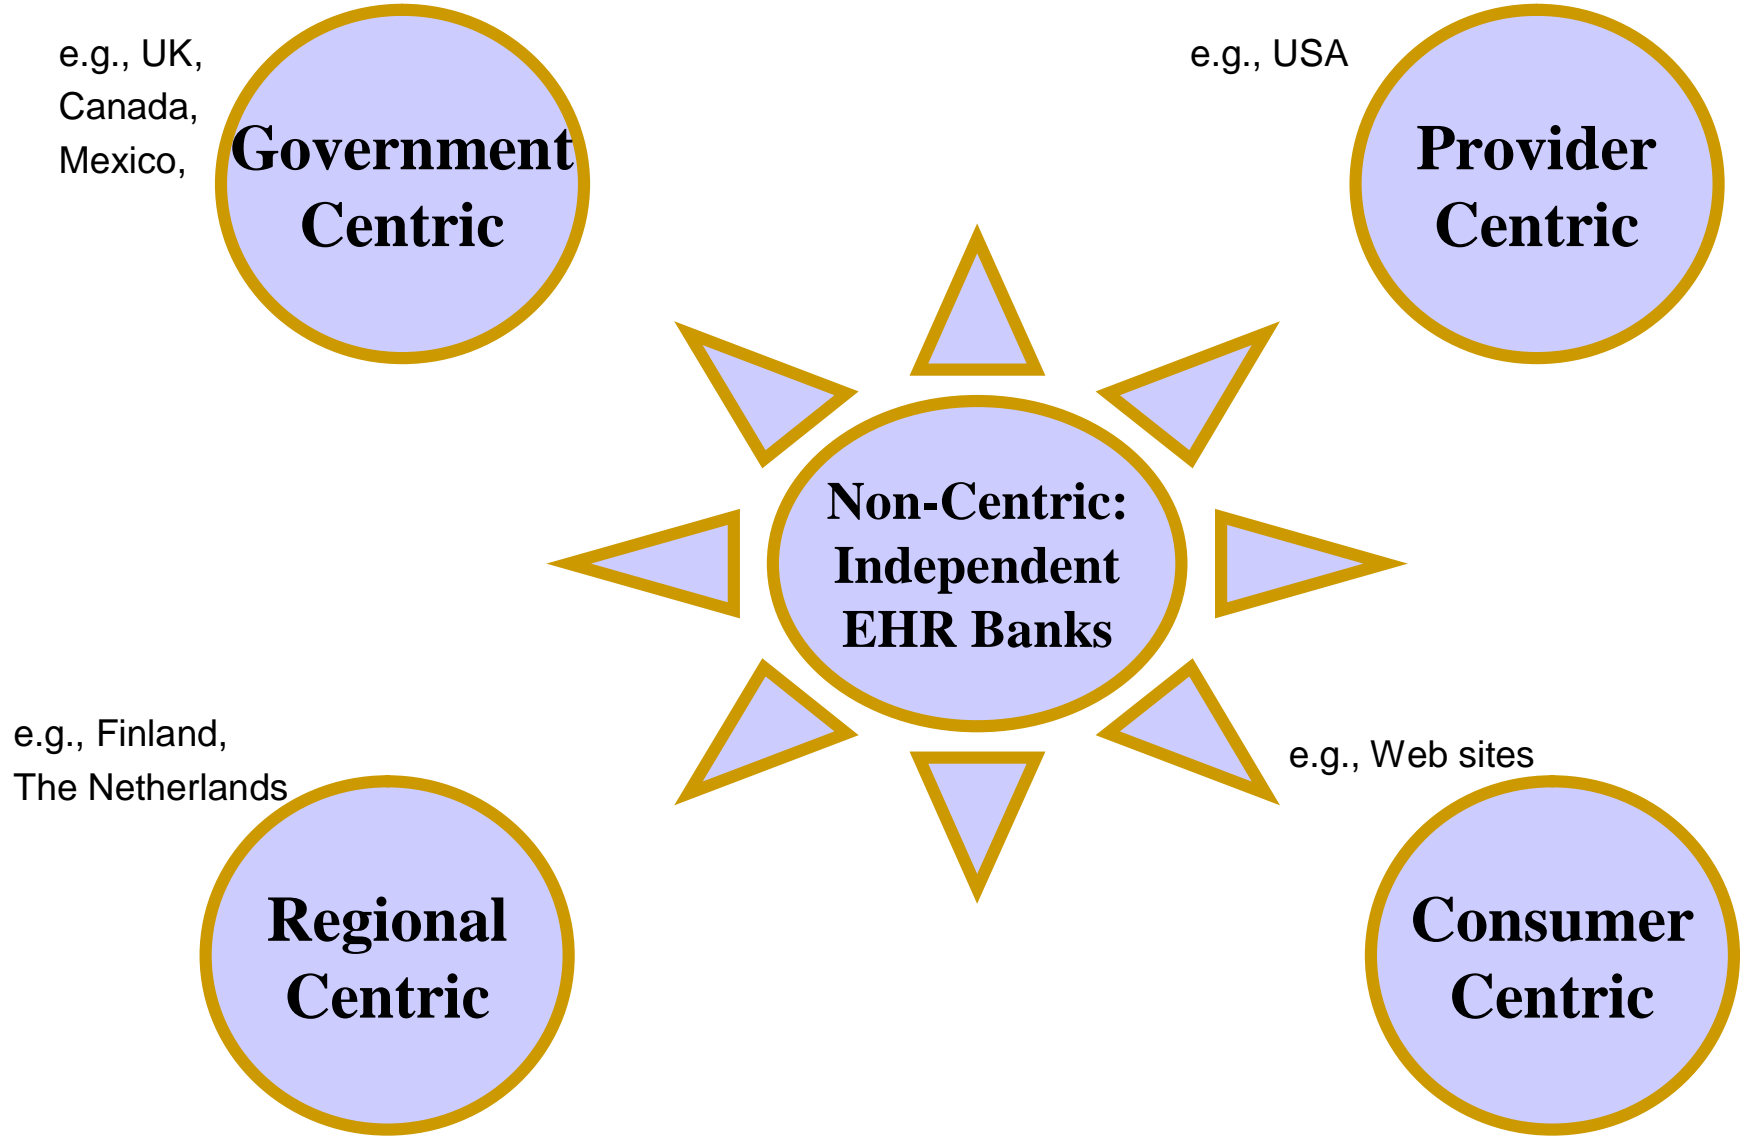 e.g., UK,
Canada,
Mexico,
Government
Centric
e.g., USA
Provider
Centric
Non-Centric:
Independent
EHR Banks
e.g., Finland,
The Netherlands
Regional
Centric
e.g., Web sites
Consumer
Centric